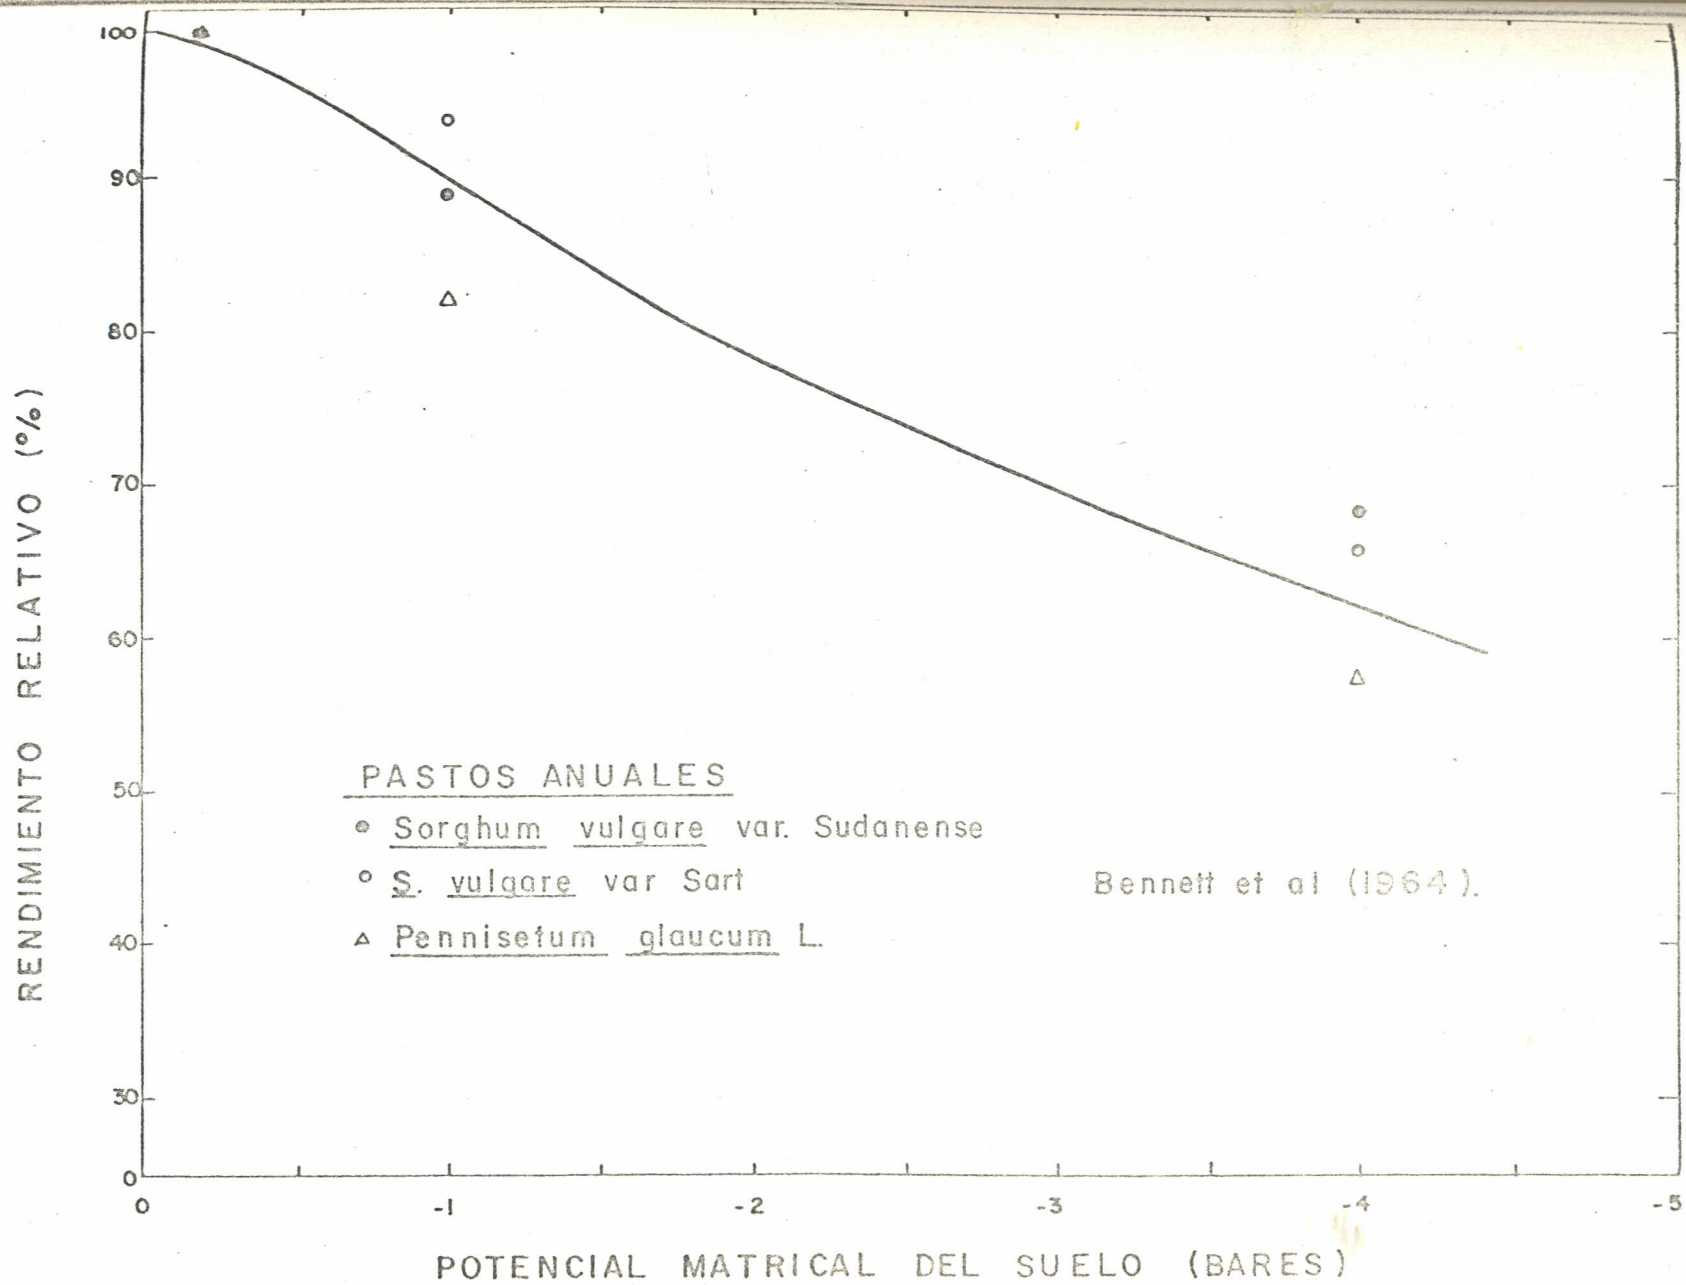 100
90
80
70
60
50
40
30
0
RENDIMIENTO RELATIVO (%)
PASTOS ANUALES
Sorghum vulgare var. Sudanense
S. vulgare var Sart
Pennisetum glaucum L.
Bennett et al (1964).
0 -1 -2 -3 -4 -5
POTENCIAL MATRICAL DEL SUELO (BARES)